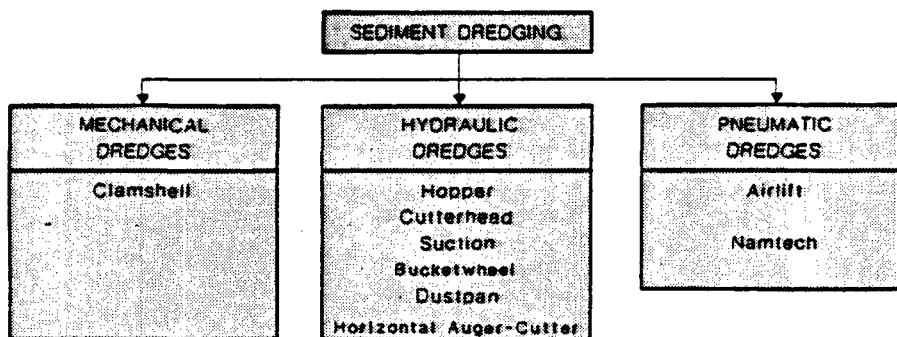 SEDIMENT DREDGING
MECHANICAL
DREDGES
Clamshell
HYDRAULIC
DREDGES
Hopper
Cutterhead
Suction
Bucketwheel
Dustpan
Horizontal Auger-Cutter
PNEUMATIC
DREDGES
Airlift
Namtech